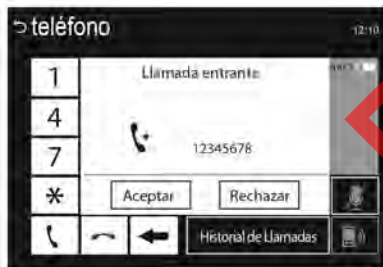 teléfono
12:10
1
Llamada entrante
4
7
12345678
*
Aceptar
Rechazar
Historial de Llamadas